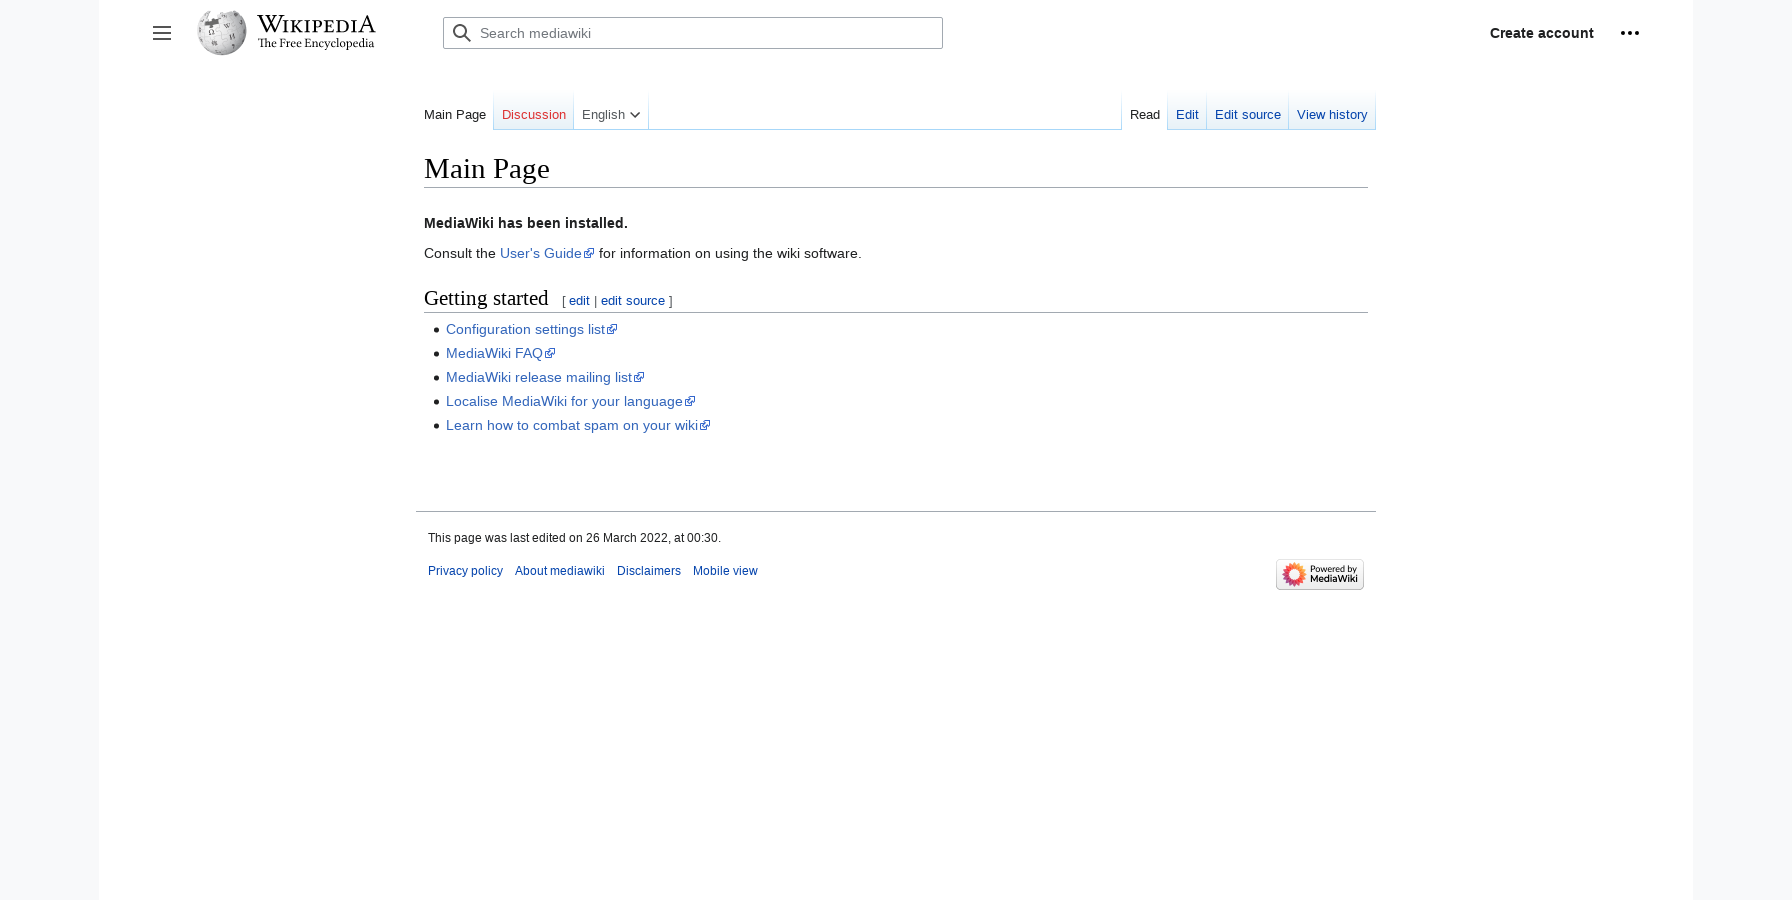 WIKIPEDIA
The Free Encyclopedia
Search mediawiki
Create account
Main Page
Discussion
English
Read
Edit
Edit source
View history
Main Page
MediaWiki has been installed.
Consult the User's Guide for information on using the wiki software.
Getting started [ edit | edit source ]
Configuration settings list
MediaWiki FAQ
MediaWiki release mailing list
Localise MediaWiki for your language
Learn how to combat spam on your wiki
This page was last edited on 26 March 2022, at 00:30.
Privacy policy
About mediawiki
Disclaimers
Mobile view
Powered by
MediaWiki